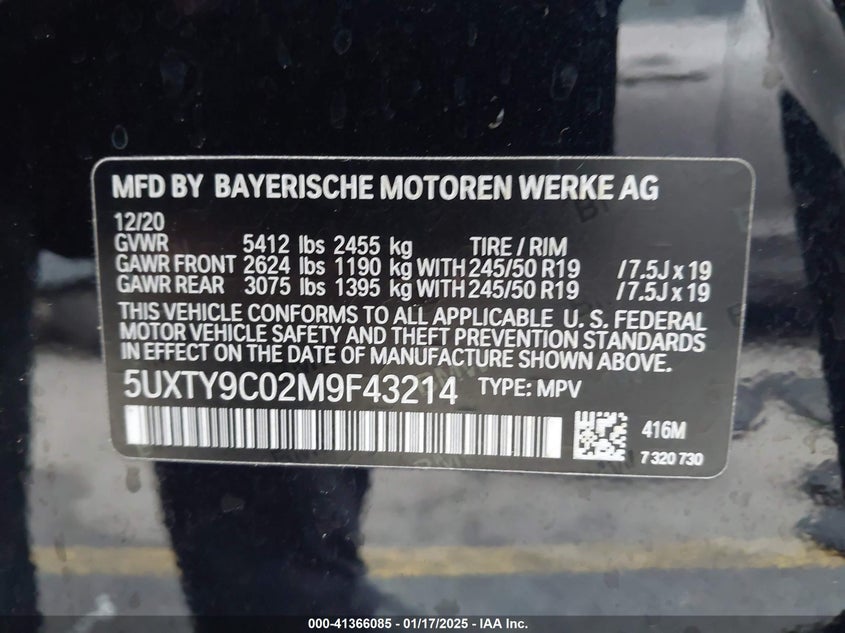 MFD BY BAYERISCHE MOTOREN WERKE AG
12/20
GVWR 5412 lbs 2455 kg TIRE / RIM
GAWR FRONT 2624 lbs 1190 kg WITH 245/50 R19 /7.5J x 19
GAWR REAR 3075 lbs 1395 kg WITH 245/50 R19 /7.5J x 19
THIS VEHICLE CONFORMS TO ALL APPLICABLE U. S. FEDERAL
MOTOR VEHICLE SAFETY AND THEFT PREVENTION STANDARDS
IN EFFECT ON THE DATE OF MANUFACTURE SHOWN ABOVE.
5UXTY9C02M9F43214 TYPE: MPV
416M
7 320 730
000-41366085 - 01/17/2025 - IAA Inc.